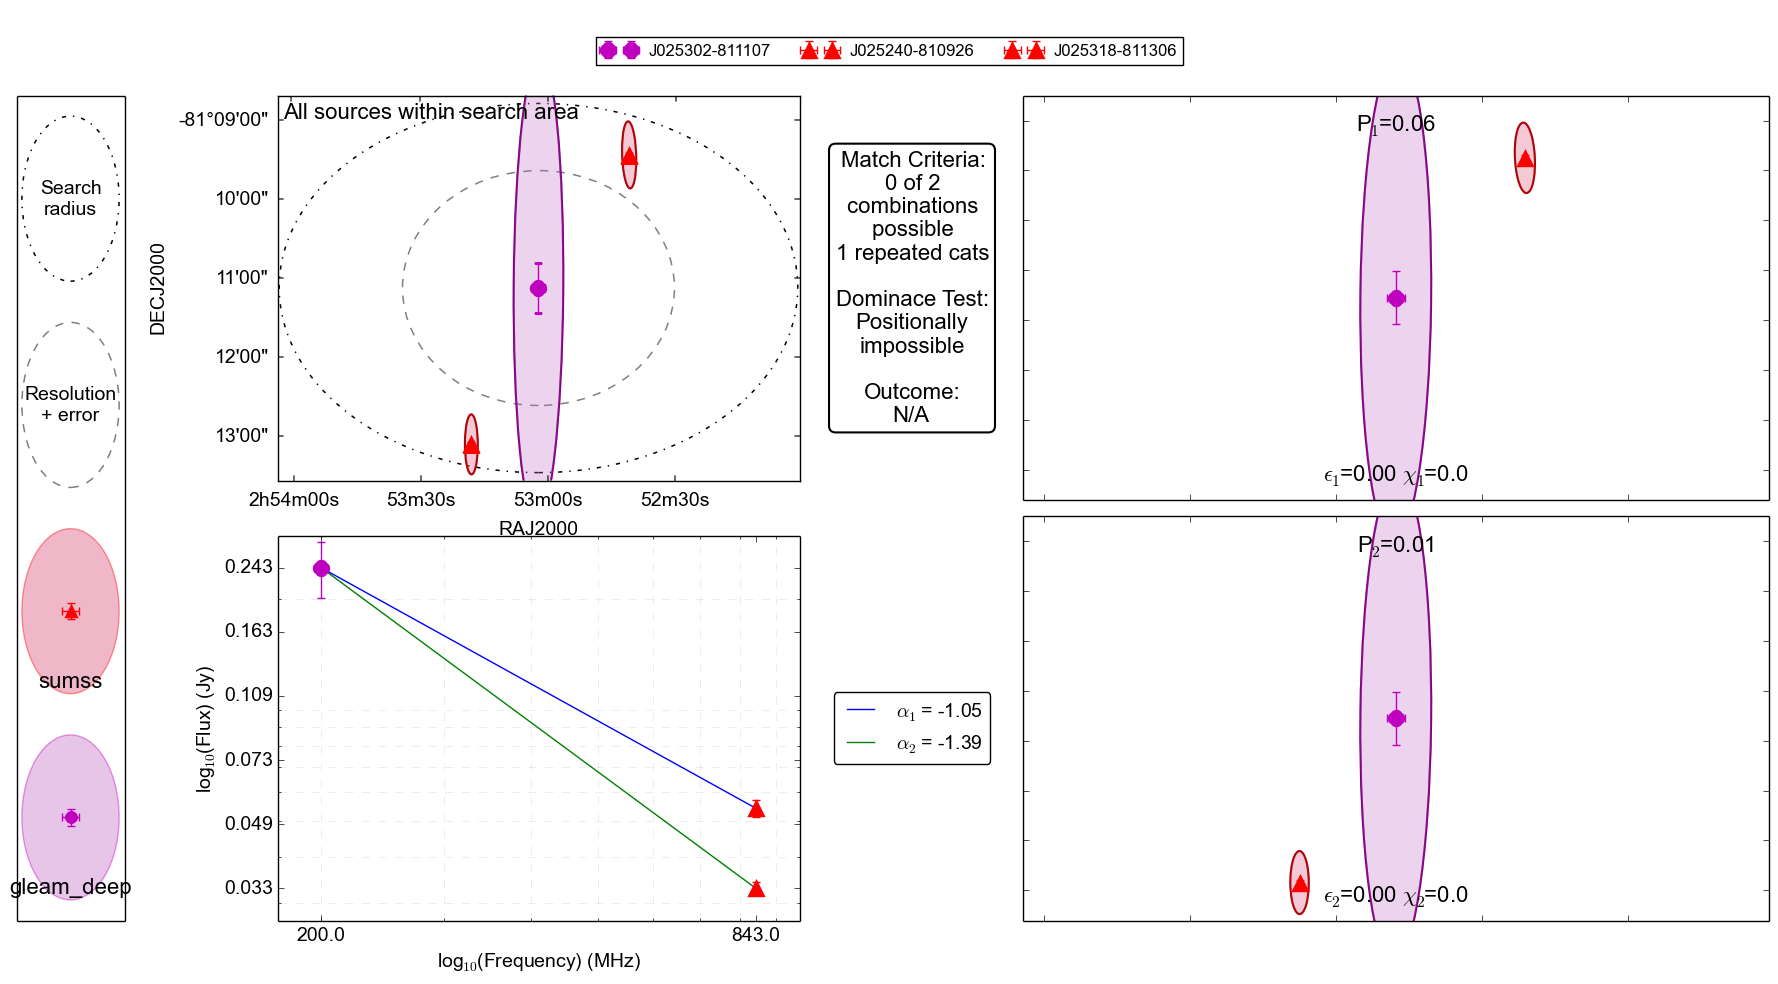 J025302-811107 J025240-810926 J025318-811306
Search
radius
Resolution
+ error
sumss
gleam_deep
All sources within search area
DECJ2000
-81°09'00"
10'00"
11'00"
12'00"
13'00"
2h54m00s 53m30s 53m00s 52m30s
RAJ2000
Match Criteria:
0 of 2
combinations
possible
1 repeated cats
Dominace Test:
Positionally
impossible
Outcome:
N/A
P₁=0.06
ϵ₁=0.00 χ₁=0.0
log₁₀(Flux) (Jy)
0.243
0.163
0.109
0.073
0.049
0.033
200.0 843.0
log₁₀(Frequency) (MHz)
α₁ = -1.05
α₂ = -1.39
P₂=0.01
ϵ₂=0.00 χ₂=0.0